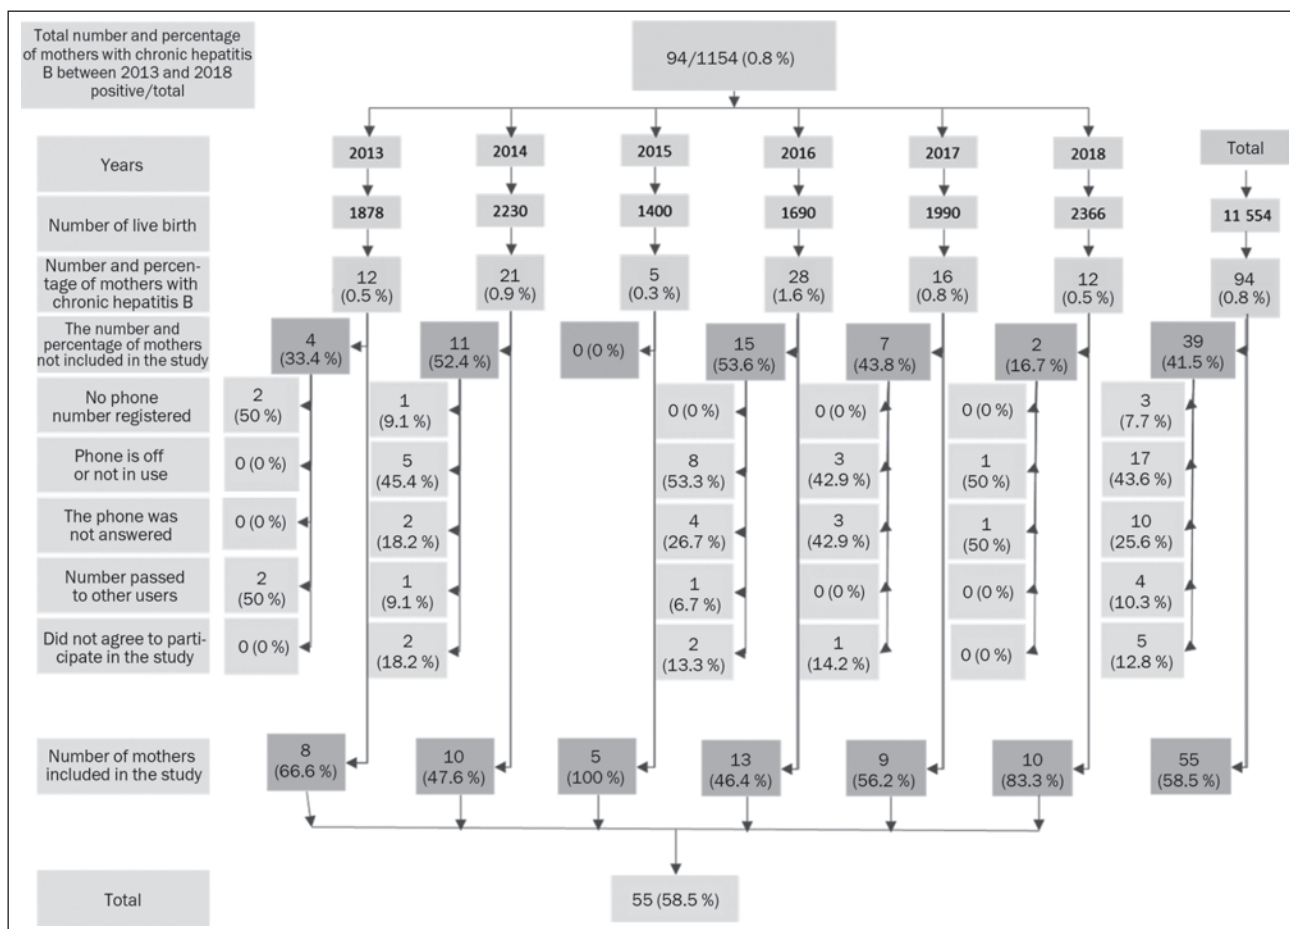 Total number and percentage
of mothers with chronic hepatitis
B between 2013 and 2018
positive/total
94/1154 (0.8 %)
Years
2013
2014
2015
2016
2017
2018
Total
Number of live birth
1878
2230
1400
1690
1990
2366
11 554
Number and percen-
tage of mothers with
chronic hepatitis B
12
(0.5 %)
21
(0.9 %)
5
(0.3 %)
28
(1.6 %)
16
(0.8 %)
12
(0.5 %)
94
(0.8 %)
The number and
percentage of mothers
not included in the study
4
(33.4 %)
11
(52.4 %)
0 (0 %)
15
(53.6 %)
7
(43.8 %)
2
(16.7 %)
39
(41.5 %)
No phone
number registered
2
(50 %)
1
(9.1 %)
0 (0 %)
0 (0 %)
0 (0 %)
3
(7.7 %)
Phone is off
or not in use
0 (0 %)
5
(45.4 %)
8
(53.3 %)
3
(42.9 %)
1
(50 %)
17
(43.6 %)
The phone was
not answered
0 (0 %)
2
(18.2 %)
4
(26.7 %)
3
(42.9 %)
1
(50 %)
10
(25.6 %)
Number passed
to other users
2
(50 %)
1
(9.1 %)
1
(6.7 %)
0 (0 %)
0 (0 %)
4
(10.3 %)
Did not agree to parti-
cipate in the study
0 (0 %)
2
(18.2 %)
2
(13.3 %)
1
(14.2 %)
0 (0 %)
5
(12.8 %)
Number of mothers
included in the study
8
(66.6 %)
10
(47.6 %)
5
(100 %)
13
(46.4 %)
9
(56.2 %)
10
(83.3 %)
55
(58.5 %)
Total
55 (58.5 %)